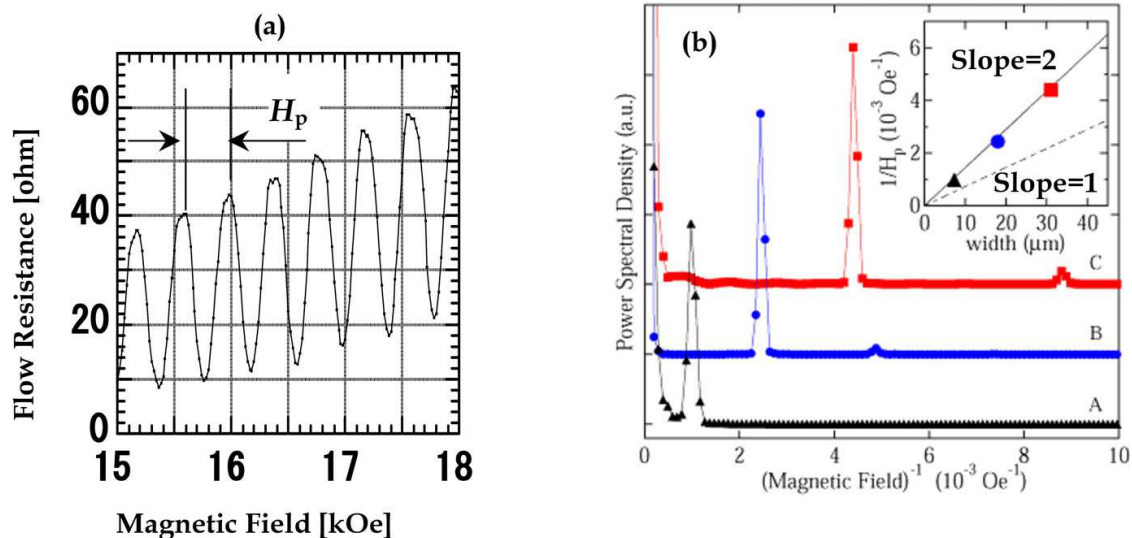 (a)
Flow Resistance [ohm]
60
40
20
0
15
16
17
18
Magnetic Field [kOe]
Hp
(b)
Power Spectral Density (a.u.)
C
B
A
0
2
4
6
8
10
(Magnetic Field)⁻¹ (10⁻³ Oe⁻¹)
1/Hp (10⁻³ Oe⁻¹)
6
4
2
0
Slope=2
Slope=1
0
10
20
30
40
width (μm)